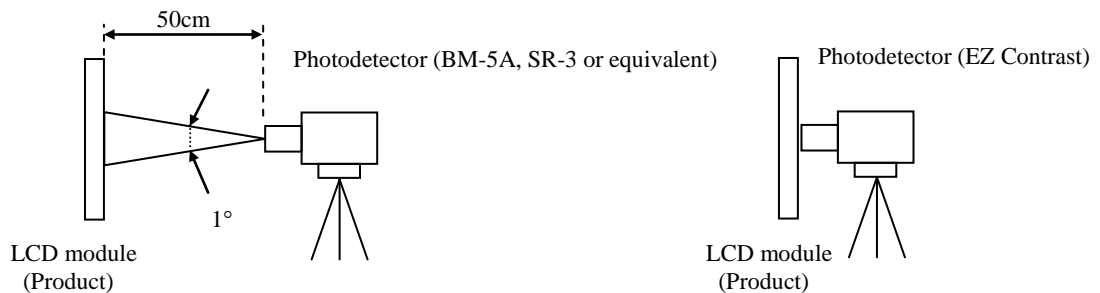 50cm
Photodetector (BM-5A, SR-3 or equivalent)
1°
LCD module
(Product)
Photodetector (EZ Contrast)
LCD module
(Product)